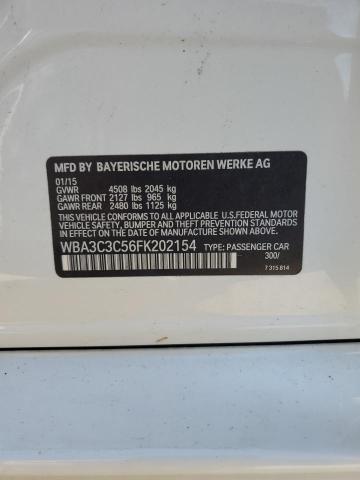 MFD BY BAYERISCHE MOTOREN WERKE AG
01/15
GVWR 4508 lbs 2045 kg
GAWR FRONT 2127 lbs 965 kg
GAWR REAR 2480 lbs 1125 kg
THIS VEHICLE CONFORMS TO ALL APPLICABLE U.S. FEDERAL MOTOR
VEHICLE SAFETY, BUMPER, AND THEFT PREVENTION STANDARDS
IN EFFECT ON THE DATE OF MANUFACTURE SHOWN ABOVE.
WBA3C3C56FK202154 TYPE: PASSENGER CAR
300/
7 315 814